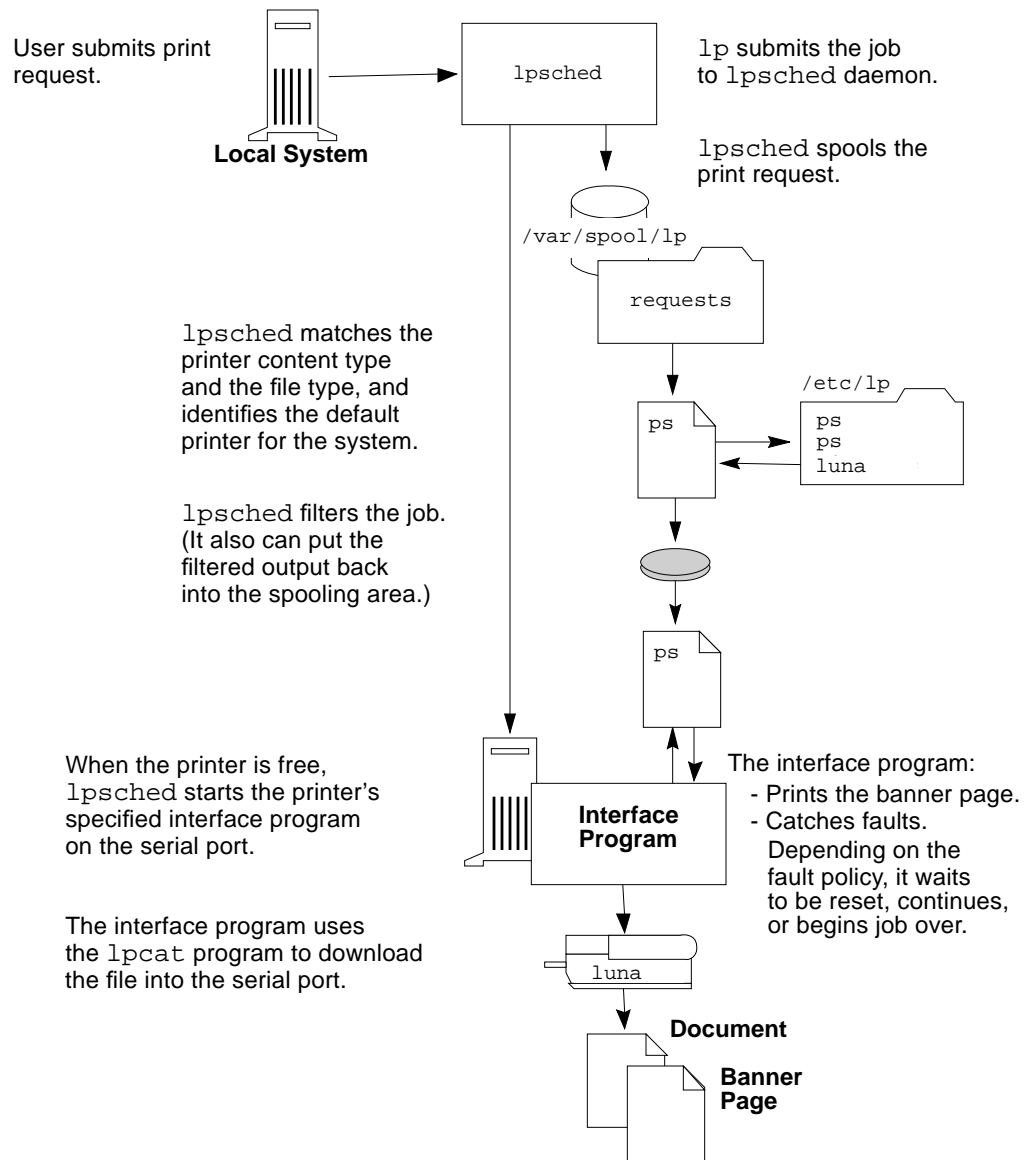 User submits print
request.
Local System
lpsched
lp submits the job
to lpsched daemon.
lpsched spools the
print request.
/var/spool/lp
requests
lpsched matches the
printer content type
and the file type, and
identifies the default
printer for the system.
/etc/lp
ps
ps
ps
luna
lpsched filters the job.
(It also can put the
filtered output back
into the spooling area.)
ps
When the printer is free,
lpsched starts the printer’s
specified interface program
on the serial port.
Interface
Program
The interface program:
- Prints the banner page.
- Catches faults.
Depending on the
fault policy, it waits
to be reset, continues,
or begins job over.
The interface program uses
the lpcat program to download
the file into the serial port.
luna
Document
Banner
Page